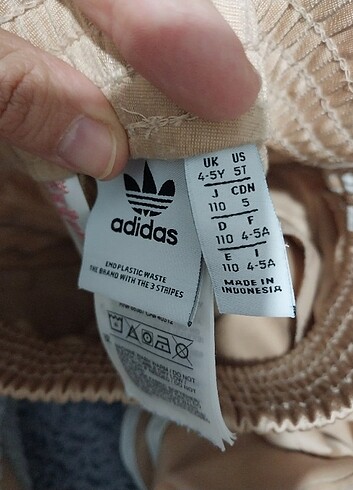 adidas
END PLASTIC WASTE
THE BRAND WITH THE 3 STRIPES
UK US
4-5Y 5T
J CDN
110 5
D F
110 4-5A
E I
110 4-5A
MADE IN
INDONESIA